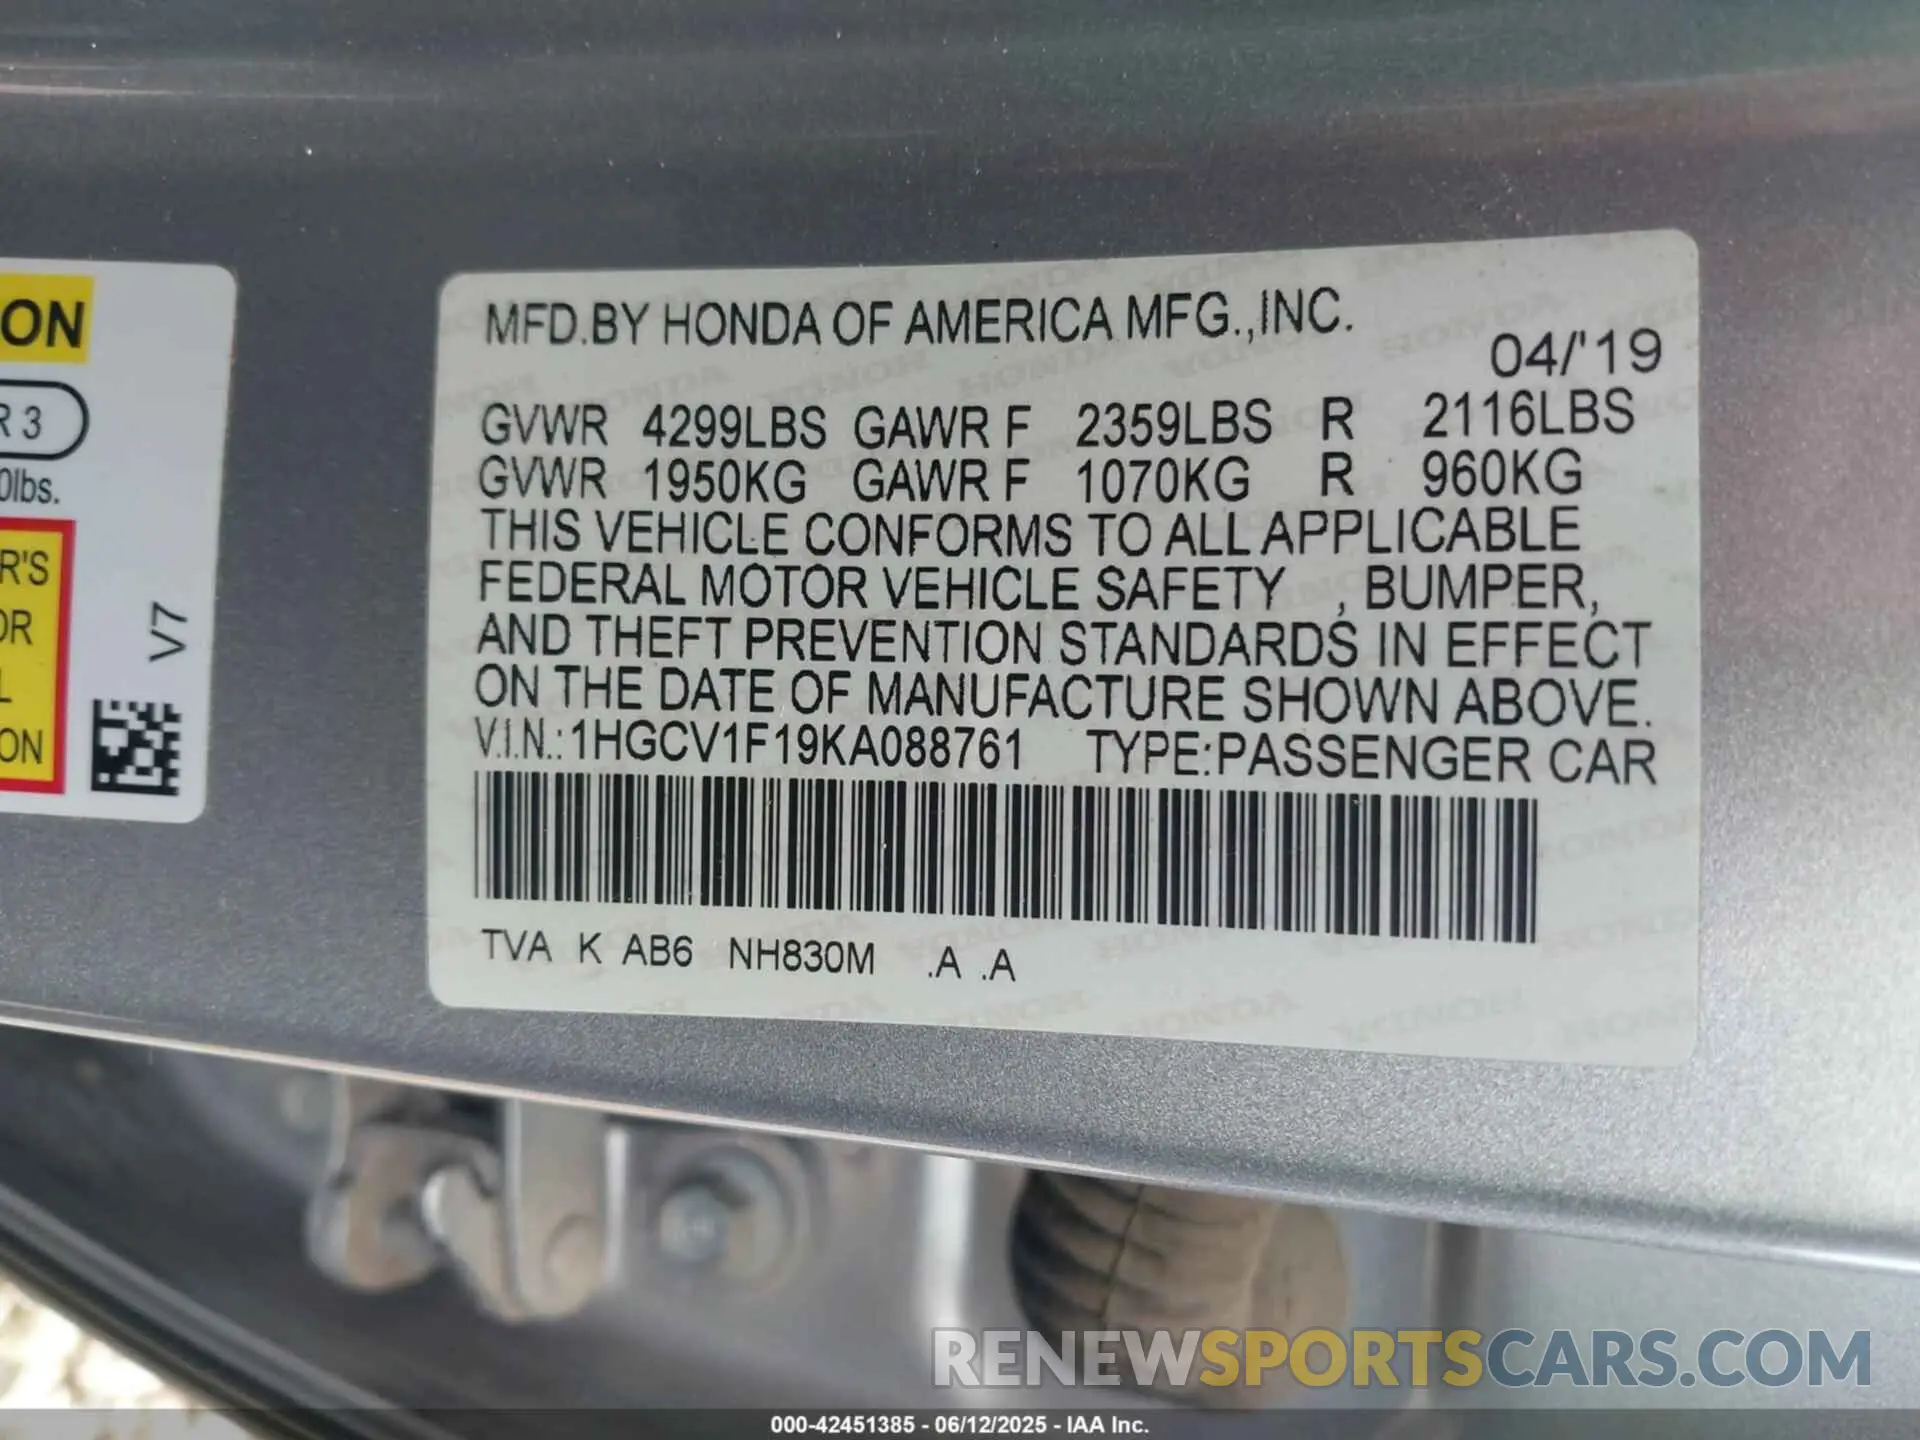 ON
R 3
0lbs.
R'S
OR
L
ON
V7
MFD.BY HONDA OF AMERICA MFG.,INC.
04/'19
GVWR 4299LBS GAWR F 2359LBS R 2116LBS
GVWR 1950KG GAWR F 1070KG R 960KG
THIS VEHICLE CONFORMS TO ALL APPLICABLE
FEDERAL MOTOR VEHICLE SAFETY , BUMPER,
AND THEFT PREVENTION STANDARDS IN EFFECT
ON THE DATE OF MANUFACTURE SHOWN ABOVE.
V.I.N.:1HGCV1F19KA088761 TYPE:PASSENGER CAR
TVA K AB6 NH830M .A .A
RENEWSPORTSCARS.COM
000-42451385 - 06/12/2025 - IAA Inc.